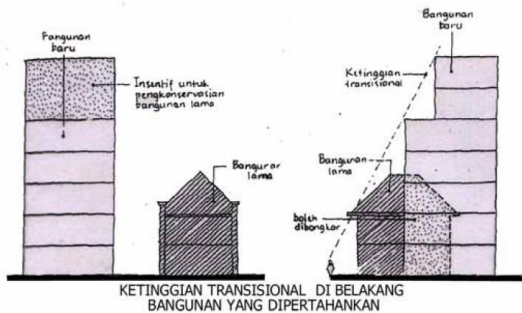 Bangunan
baru
Insentif untuk
pengkonservasian
bangunan lama
Bangunan
lama
Bangunan
baru
Ketinggian
transisional
Bangunan
lama
boleh
dibongkar
KETINGGIAN TRANSISIONAL DI BELAKANG
BANGUNAN YANG DIPERTAHANKAN